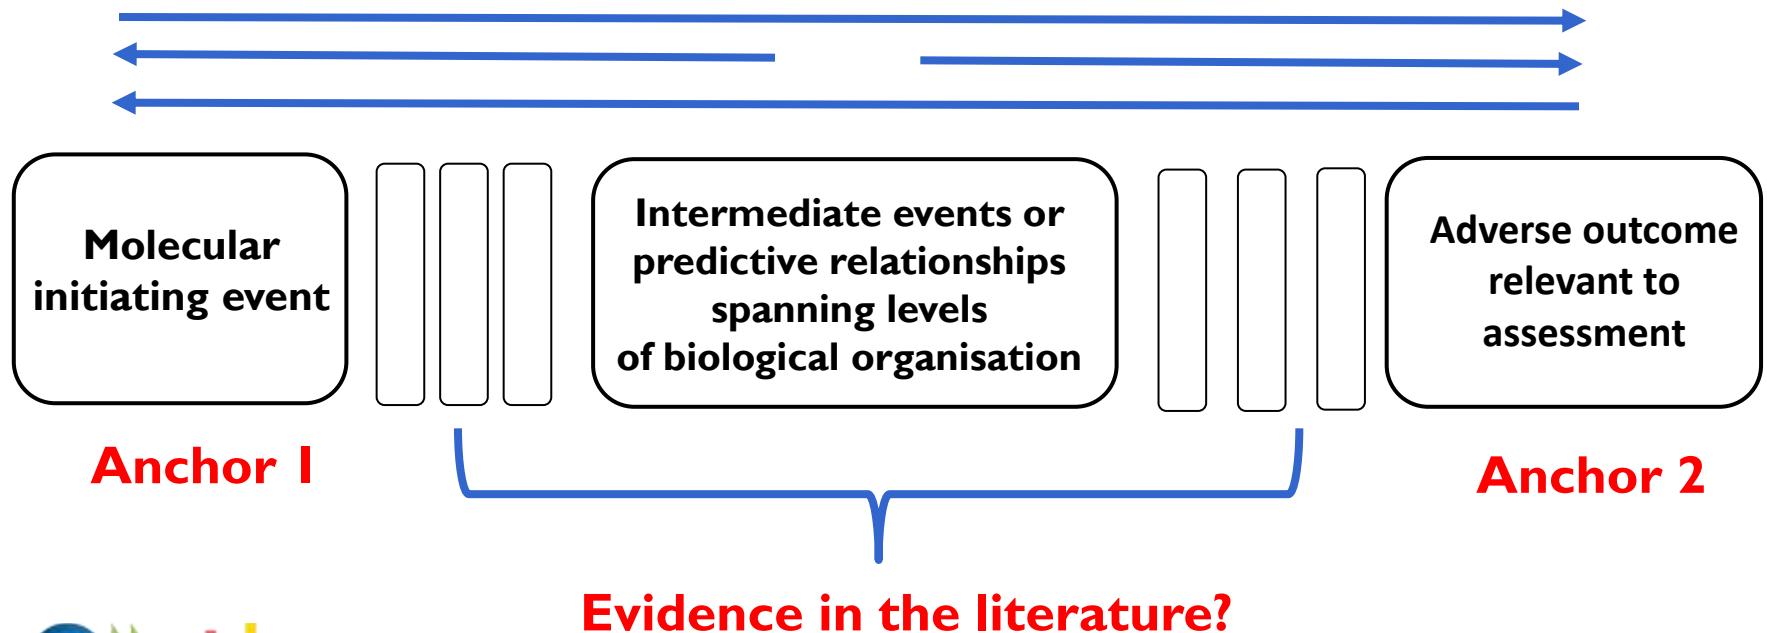 Molecular
initiating event
Intermediate events or
predictive relationships
spanning levels
of biological organisation
Adverse outcome
relevant to
assessment
Anchor 1
Anchor 2
Evidence in the literature?